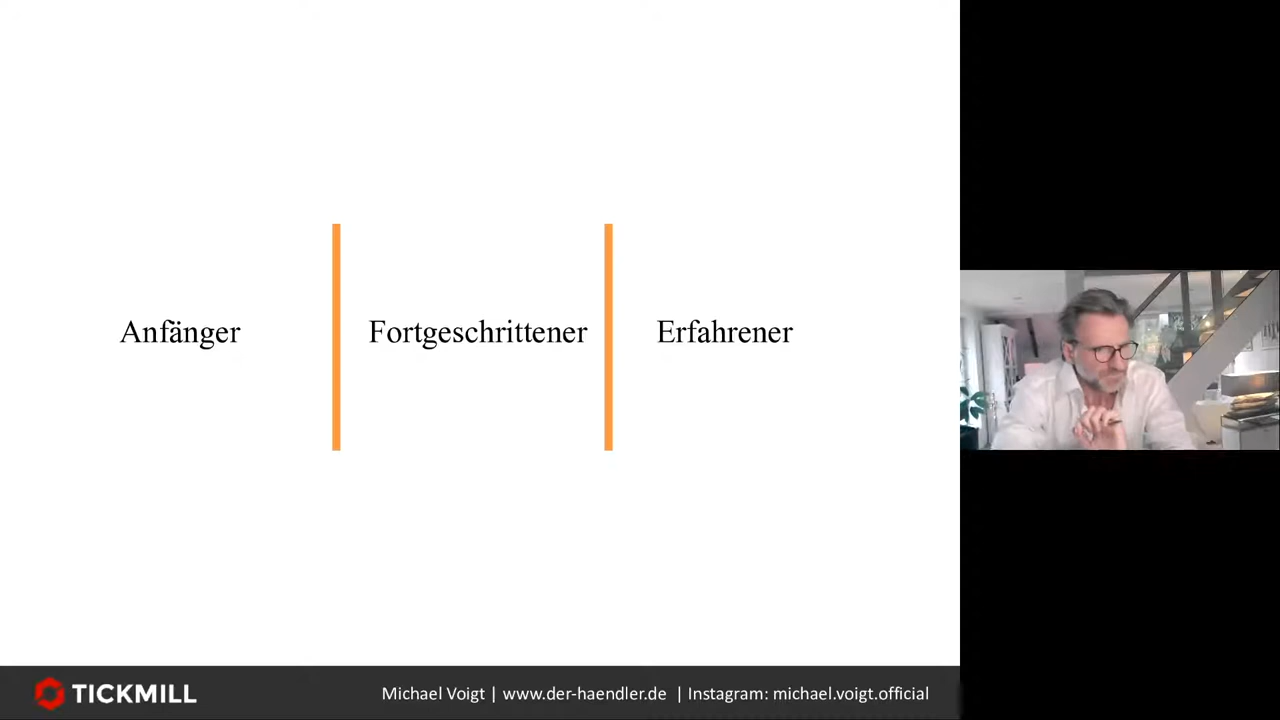 Anfänger
Fortgeschrittener
Erfahrener
TICKMILL
Michael Voigt | www.der-haendler.de | Instagram: michael.voigt.official